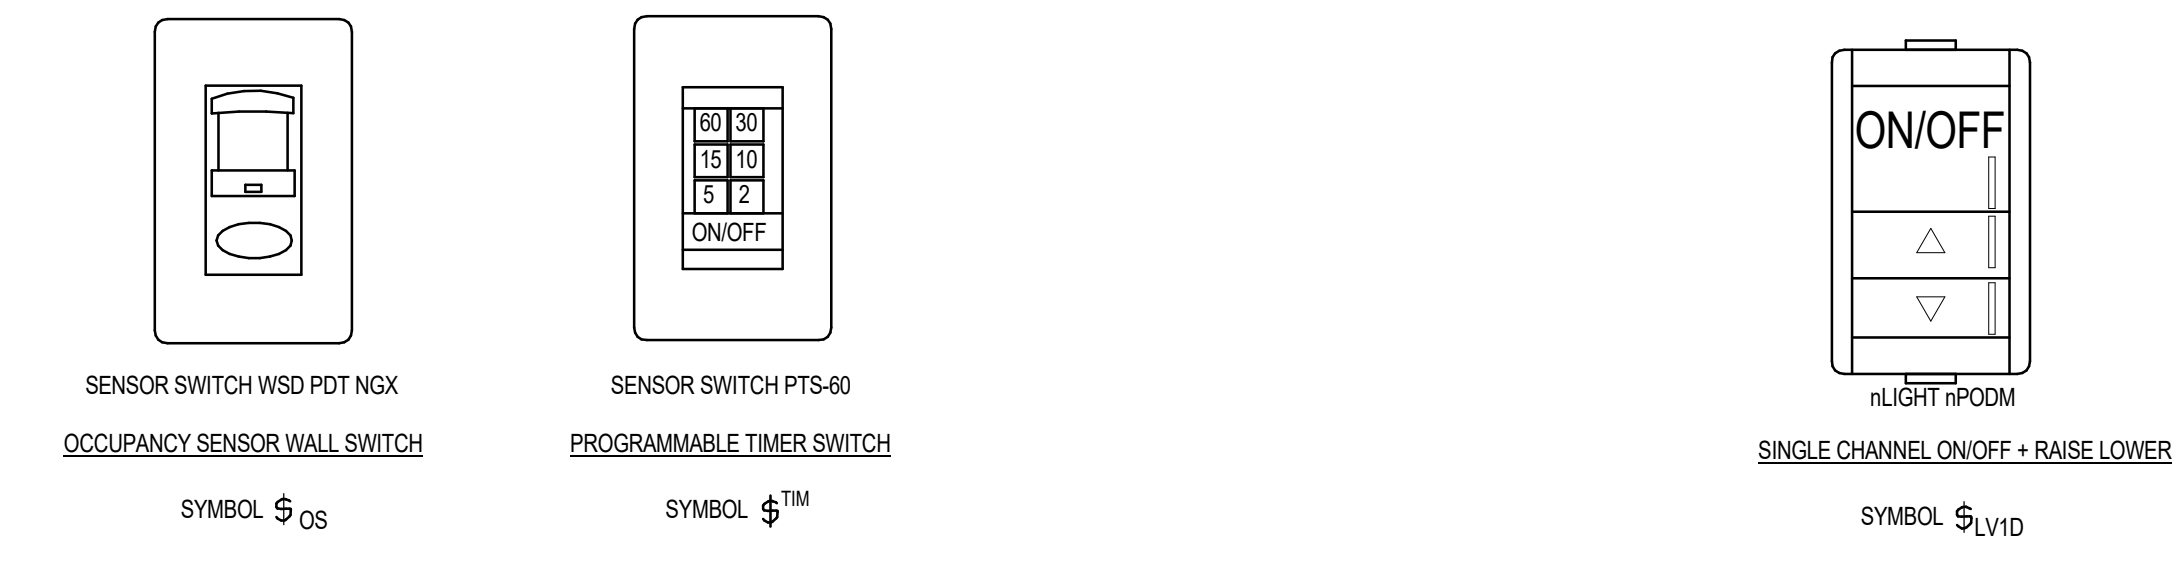 60 30
15 10
5 2
ON/OFF
ON/OFF
SENSOR SWITCH WSD PDT NGX
SENSOR SWITCH PTS-60
nLIGHT nPODM
OCCUPANCY SENSOR WALL SWITCH
PROGRAMMABLE TIMER SWITCH
SINGLE CHANNEL ON/OFF + RAISE LOWER
SYMBOL $ OS
SYMBOL $ TIM
SYMBOL $ LV1D